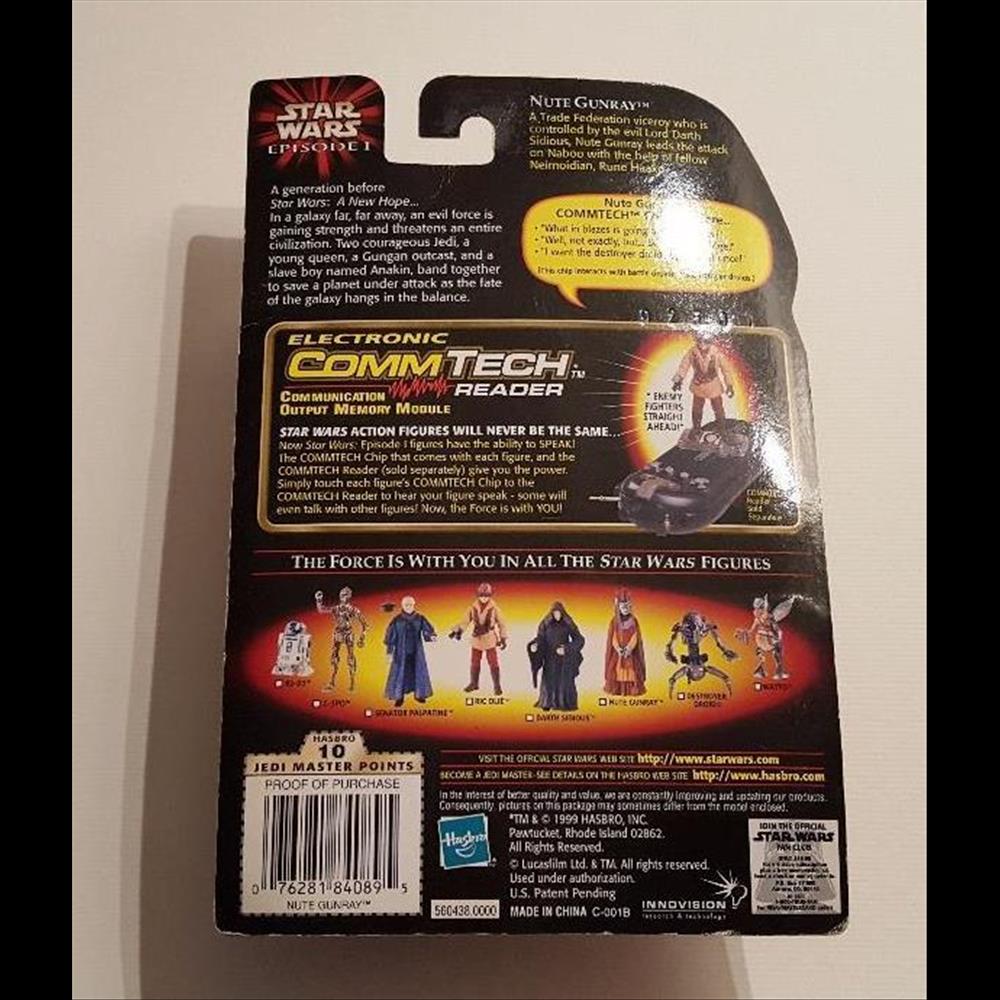 STAR
WARS
EPISODE I
A generation before
Star Wars: A New Hope...
In a galaxy far, far away, an evil force is
gaining strength and threatens an entire
civilization. Two courageous Jedi, a
young queen, a Gungan outcast, and a
slave boy named Anakin, band together
to save a planet under attack as the fate
of the galaxy hangs in the balance.
NUTE GUNRAY™
A Trade Federation viceroy who is
controlled by the evil Lord Darth
Sidious, Nute Gunray leads the attack
on Naboo with the help of fellow
Neimoidian, Rune Haako
Nute
COMMTECH™
• "What in blazes is going
• "Well, not exactly, but...
• "I want the destroyer
(This chip interacts with battle
ELECTRONIC
COMMTECH™
READER
COMMUNICATION
OUTPUT MEMORY MODULE
STAR WARS ACTION FIGURES WILL NEVER BE THE SAME...
Now Star Wars: Episode I figures have the ability to SPEAK!
The COMMTECH Chip that comes with each figure, and the
COMMTECH Reader (sold separately) give you the power.
Simply touch each figure's COMMTECH Chip to the
COMMTECH Reader to hear your figure speak - some will
even talk with other figures! Now, the Force is with YOU!
"ENEMY
FIGHTERS
STRAIGHT
AHEAD!"
Reader
Sold
Separately
THE FORCE IS WITH YOU IN ALL THE STAR WARS FIGURES
R2-D2™
C-3PO™
SENATOR PALPATINE™
RIC OLIÉ™
DARTH SIDIOUS™
NUTE GUNRAY™
DESTROYER
DROID™
WATTO™
HASBRO
10
JEDI MASTER POINTS
PROOF OF PURCHASE
0 76281 84089 5
NUTE GUNRAY™
VISIT THE OFFICIAL STAR WARS WEB SITE http://www.starwars.com
BECOME A JEDI MASTER-SEE DETAILS ON THE HASBRO WEB SITE http://www.hasbro.com
In the interest of better quality and value, we are constantly improving and updating our products.
Consequently, pictures on this package may sometimes differ from the model enclosed.
Hasbro
*TM & © 1999 HASBRO, INC.
Pawtucket, Rhode Island 02862.
All Rights Reserved.
© Lucasfilm Ltd. & TM. All rights reserved.
Used under authorization.
U.S. Patent Pending
560438.0000 MADE IN CHINA C-001B
INNOVISION
research & technology
JOIN THE OFFICIAL
STAR WARS
FAN CLUB